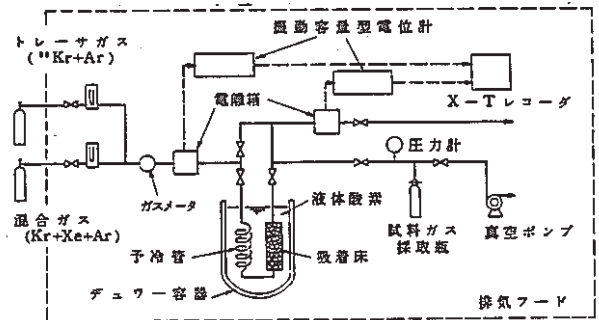 振動容量型電位計
トレーサガス
(⁸⁵Kr+Ar)
電離箱
X-Tレコーダ
圧力計
ガスメータ
混合ガス
(Kr+Xe+Ar)
液体酸素
試料ガス
採取瓶
真空ポンプ
予冷管
吸着床
デュワー容器
排気フード